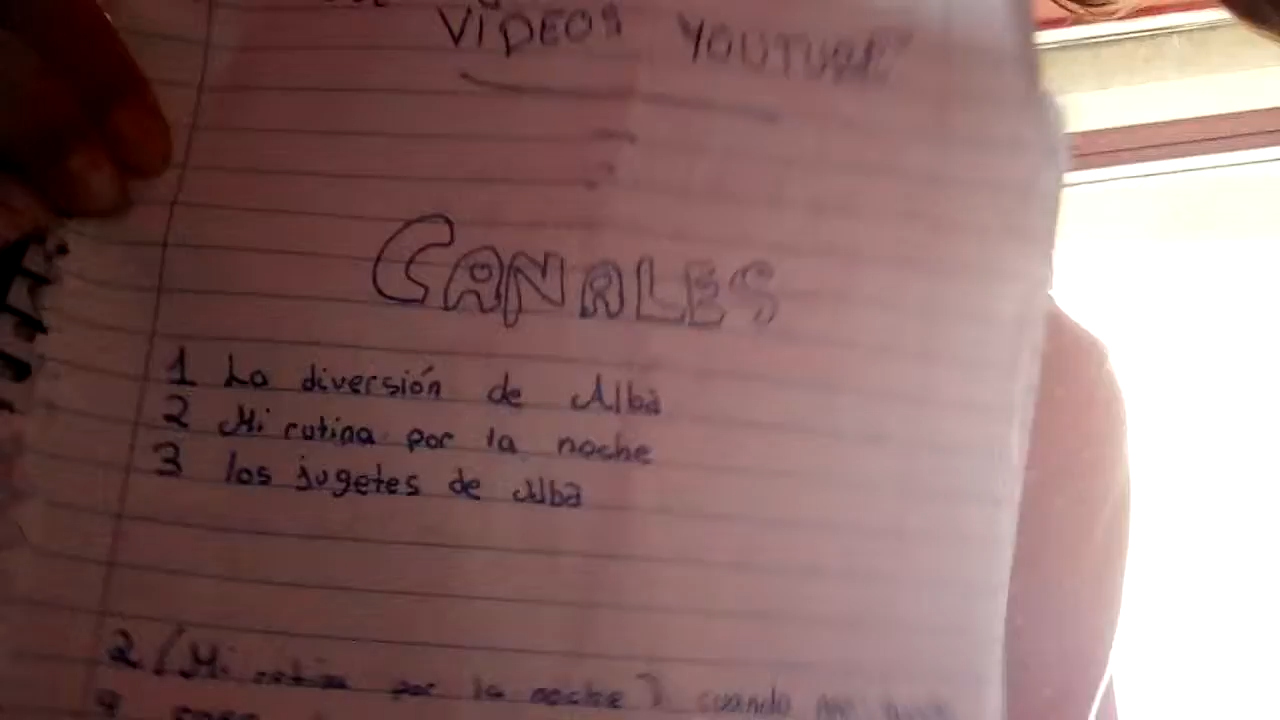 VÍDEOS YOUTUBE
CANALES
1 La diversión de Alba
2 Mi rutina por la noche
3 los jugetes de Alba
2 (Mi rutina por la noche) cuando